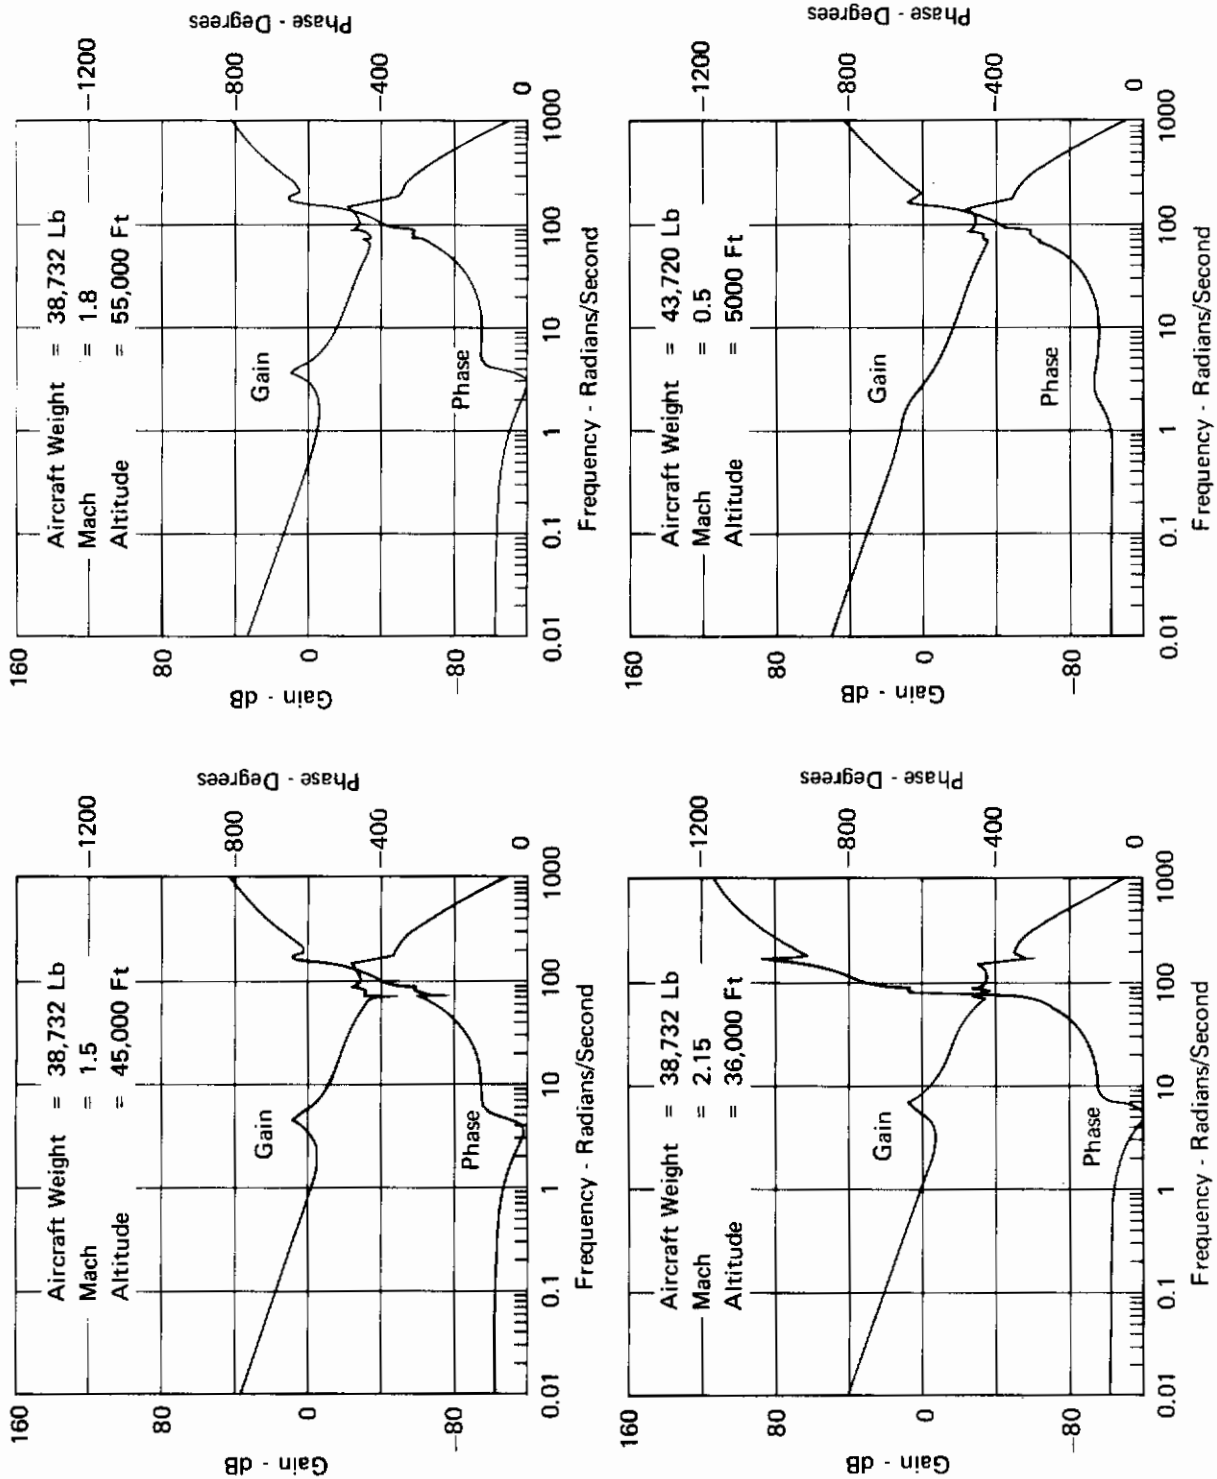 Aircraft Weight = 38,732 Lb
Mach = 1.5
Altitude = 45,000 Ft
160
80
0
-80
Gain - dB
-1200
-800
-400
0
Phase - Degrees
Gain
Phase
0.01
0.1
1
10
100
1000
Frequency - Radians/Second
Aircraft Weight = 38,732 Lb
Mach = 1.8
Altitude = 55,000 Ft
160
80
0
-80
Gain - dB
-1200
-800
-400
0
Phase - Degrees
Gain
Phase
0.01
0.1
1
10
100
1000
Frequency - Radians/Second
Aircraft Weight = 38,732 Lb
Mach = 2.15
Altitude = 36,000 Ft
160
80
0
-80
Gain - dB
-1200
-800
-400
0
Phase - Degrees
Gain
Phase
0.01
0.1
1
10
100
1000
Frequency - Radians/Second
Aircraft Weight = 43,720 Lb
Mach = 0.5
Altitude = 5000 Ft
160
80
0
-80
Gain - dB
-1200
-800
-400
0
Phase - Degrees
Gain
Phase
0.01
0.1
1
10
100
1000
Frequency - Radians/Second